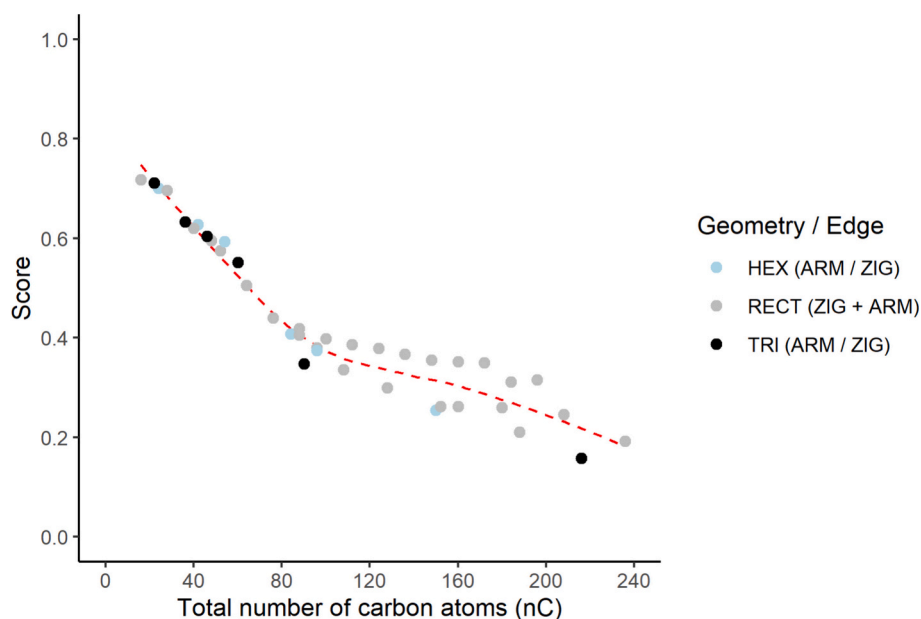 1.0
0.8
0.6
0.4
0.2
0.0
Score
0 40 80 120 160 200 240
Total number of carbon atoms (nC)
Geometry / Edge
HEX (ARM / ZIG)
RECT (ZIG + ARM)
TRI (ARM / ZIG)